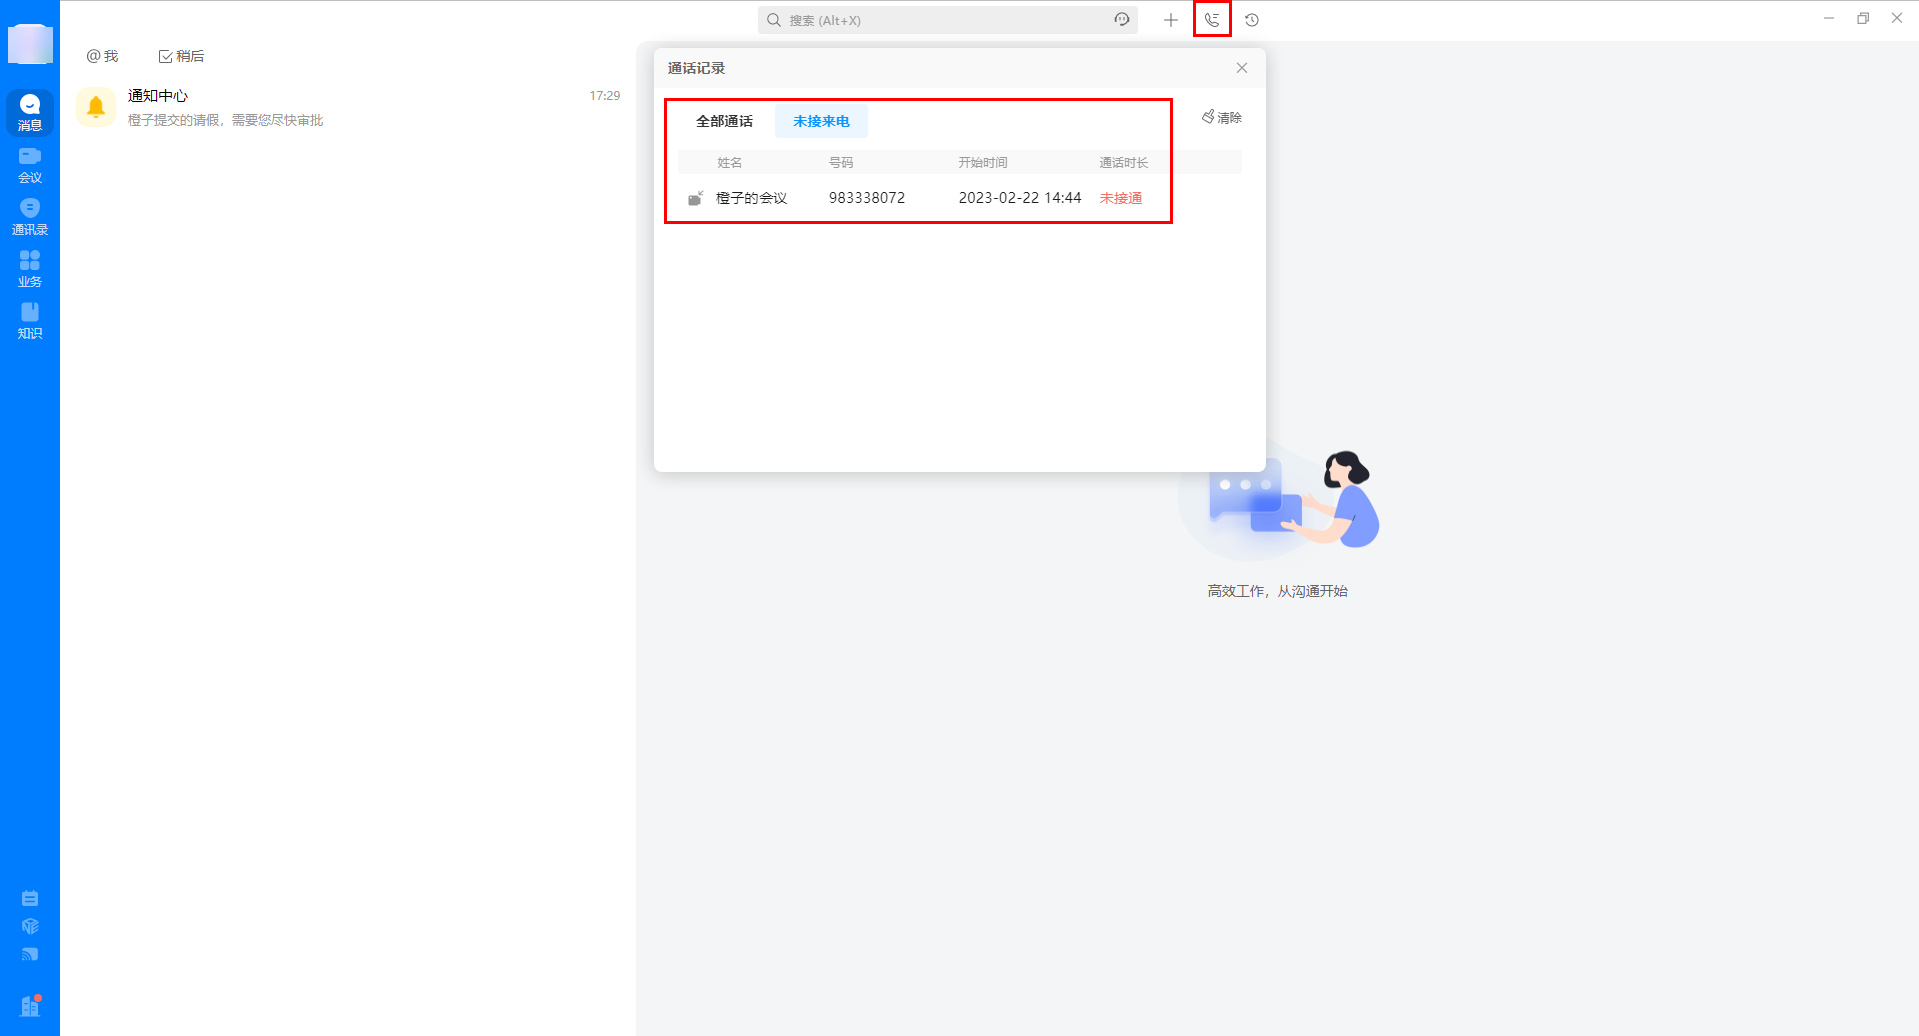 搜索 (Alt+X)
@ 我
稍后
消息
会议
通讯录
业务
知识
通知中心
17:29
橙子提交的请假，需要您尽快审批
通话记录
全部通话
未接来电
清除
姓名
号码
开始时间
通话时长
橙子的会议
983338072
2023-02-22 14:44
未接通
高效工作，从沟通开始